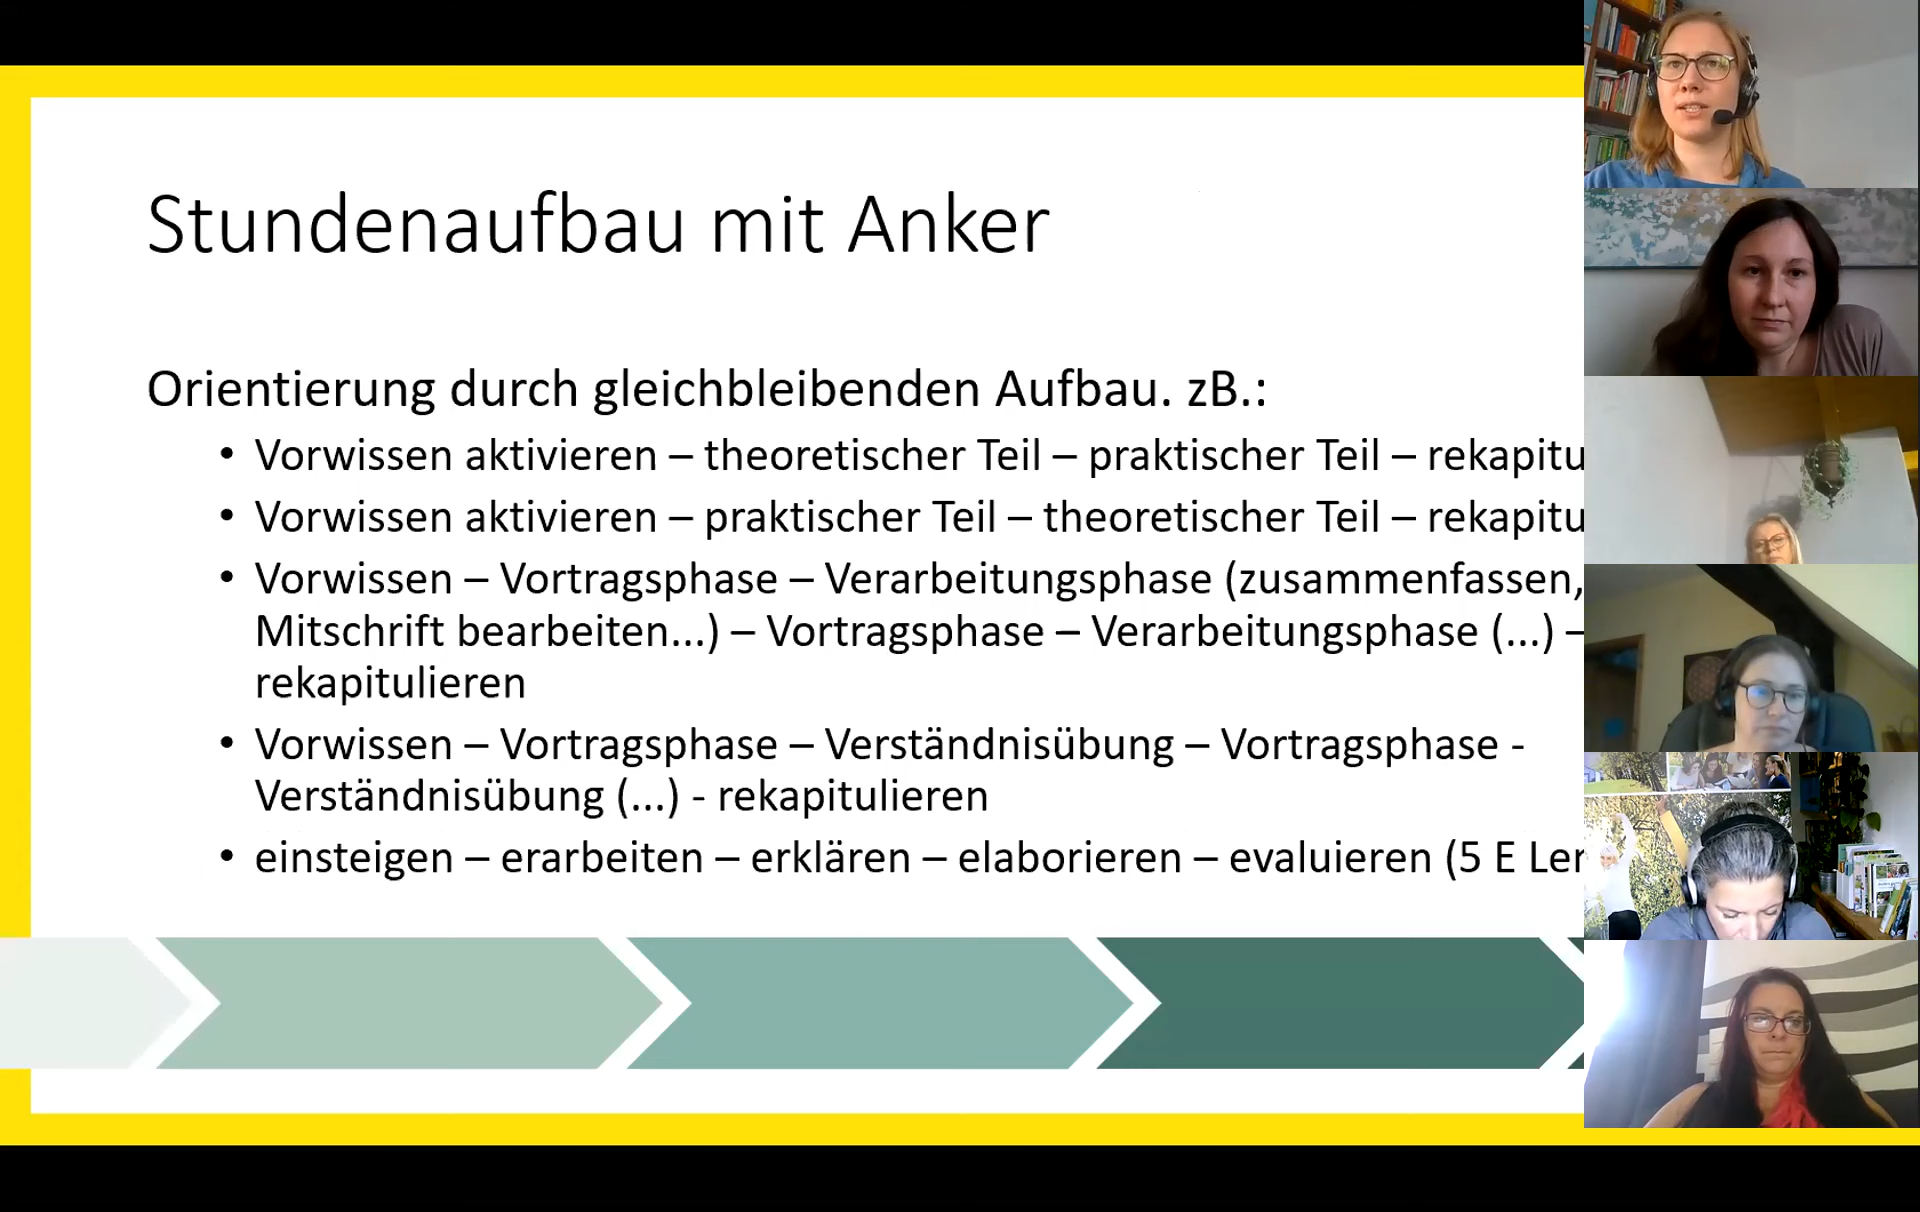 Stundenaufbau mit Anker
Orientierung durch gleichbleibenden Aufbau. zB.:
• Vorwissen aktivieren – theoretischer Teil – praktischer Teil – rekapitu
• Vorwissen aktivieren – praktischer Teil – theoretischer Teil – rekapitu
• Vorwissen – Vortragsphase – Verarbeitungsphase (zusammenfassen,
Mitschrift bearbeiten...) – Vortragsphase – Verarbeitungsphase (...) –
rekapitulieren
• Vorwissen – Vortragsphase – Verständnisübung – Vortragsphase -
Verständnisübung (...) - rekapitulieren
• einsteigen – erarbeiten – erklären – elaborieren – evaluieren (5 E Ler